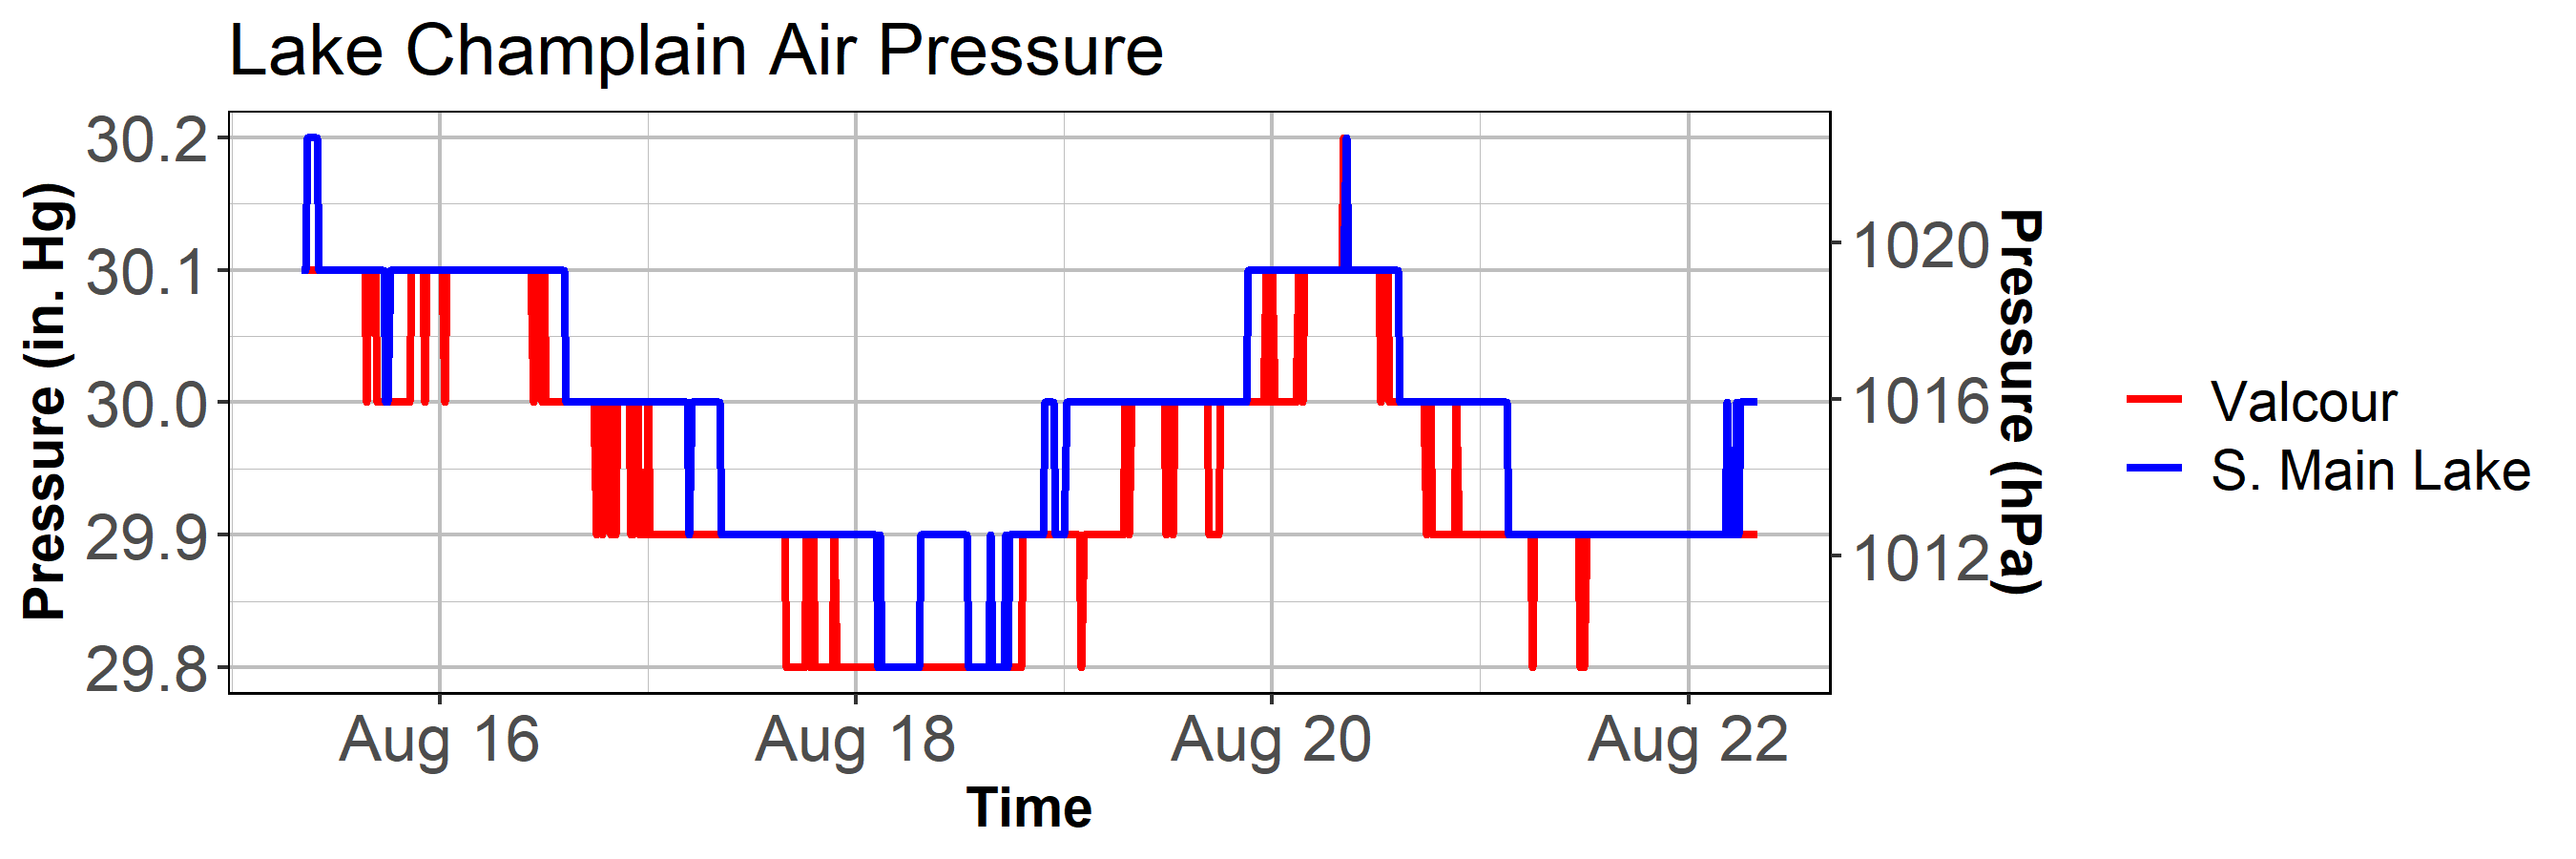 Lake Champlain Air Pressure
Pressure (in. Hg)
30.2
30.1
30.0
29.9
29.8
1020
1016
1012
Pressure (hPa)
Valcour
S. Main Lake
Aug 16
Aug 18
Aug 20
Aug 22
Time